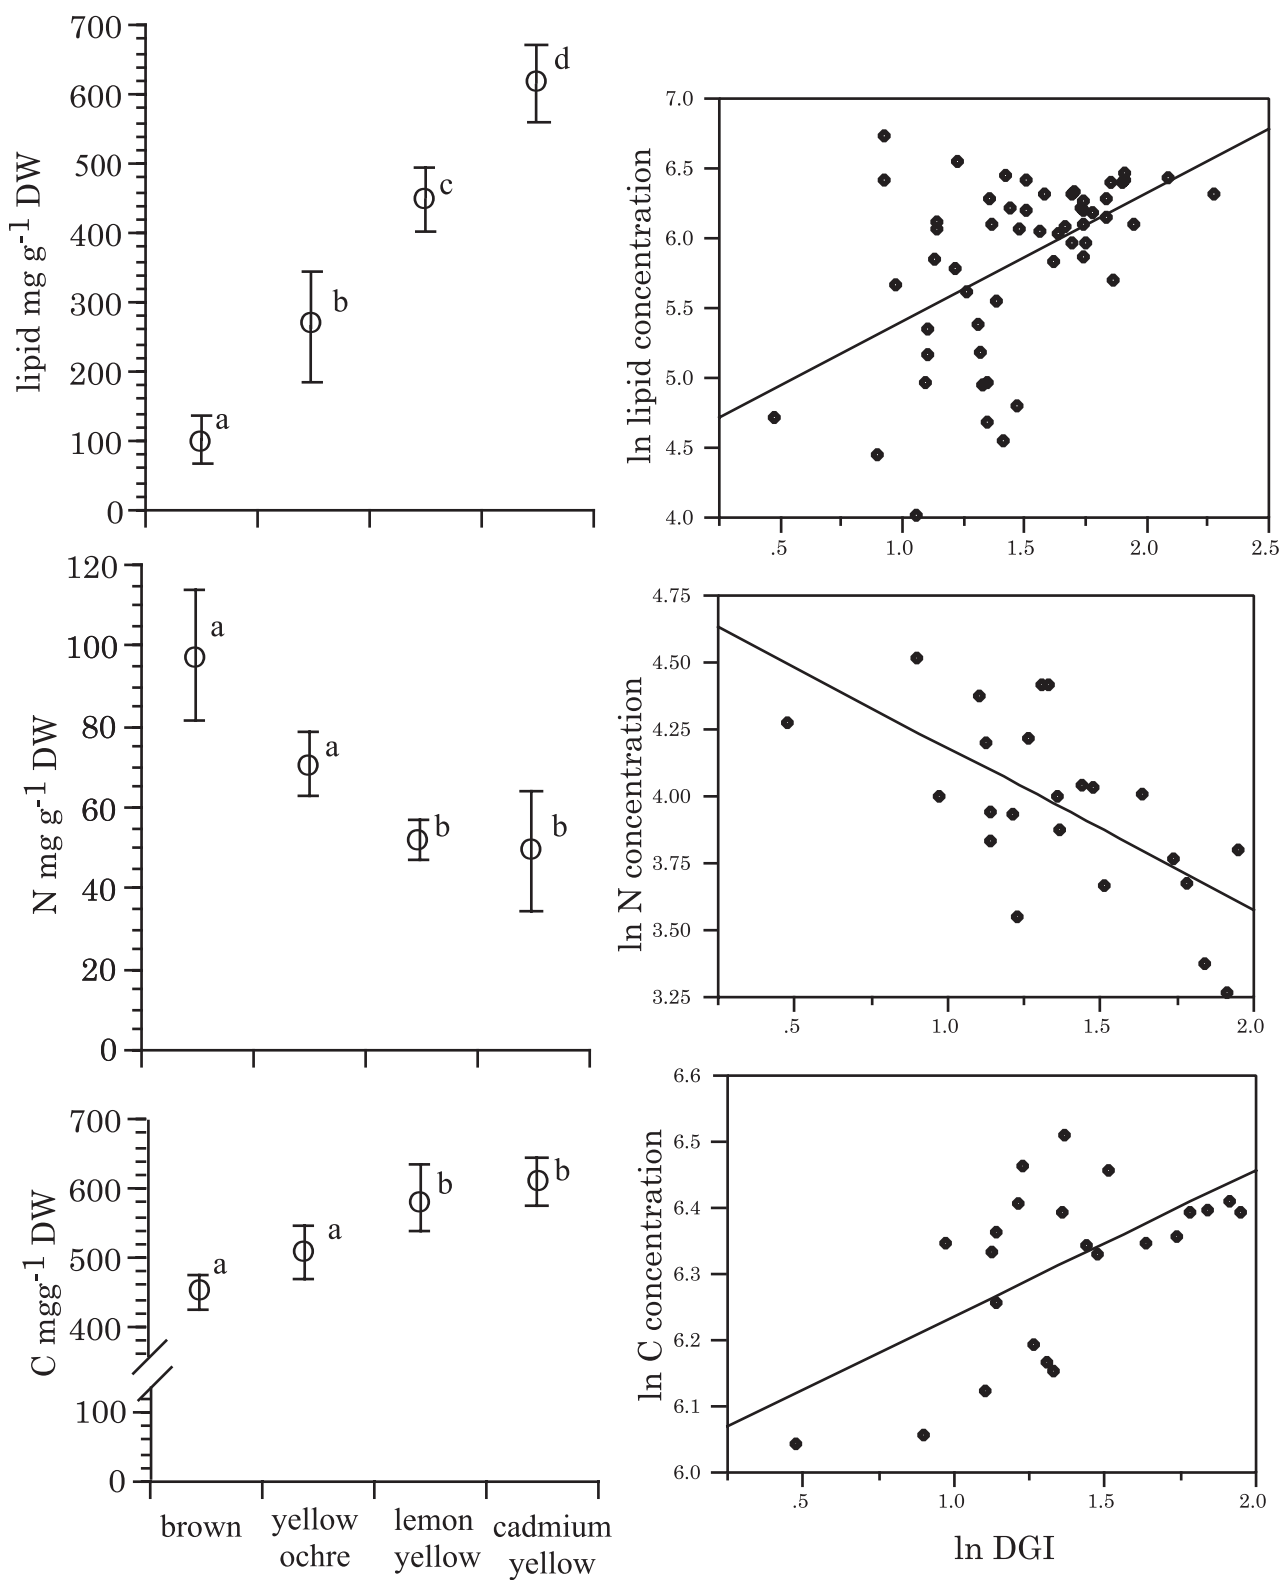 lipid mg g-1 DW
700
600
500
400
300
200
100
0
a
b
c
d
ln lipid concentration
7.0
6.5
6.0
5.5
5.0
4.5
4.0
.5
1.0
1.5
2.0
2.5
N mg g-1 DW
120
100
80
60
40
20
0
a
a
b
b
ln N concentration
4.75
4.50
4.25
4.00
3.75
3.50
3.25
.5
1.0
1.5
2.0
C mgg-1 DW
700
600
500
400
100
0
a
a
b
b
brown
yellow
ochre
lemon
yellow
cadmium
yellow
ln C concentration
6.6
6.5
6.4
6.3
6.2
6.1
6.0
.5
1.0
1.5
2.0
ln DGI